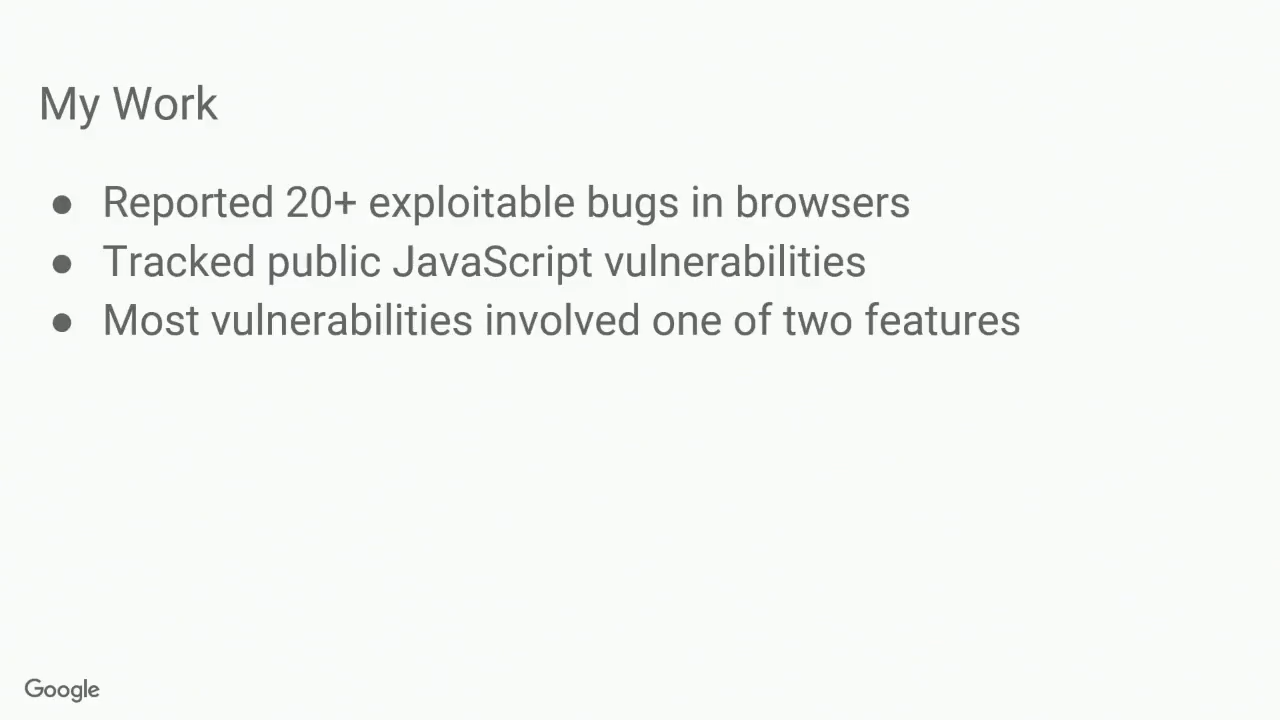 My Work
● Reported 20+ exploitable bugs in browsers
● Tracked public JavaScript vulnerabilities
● Most vulnerabilities involved one of two features
Google